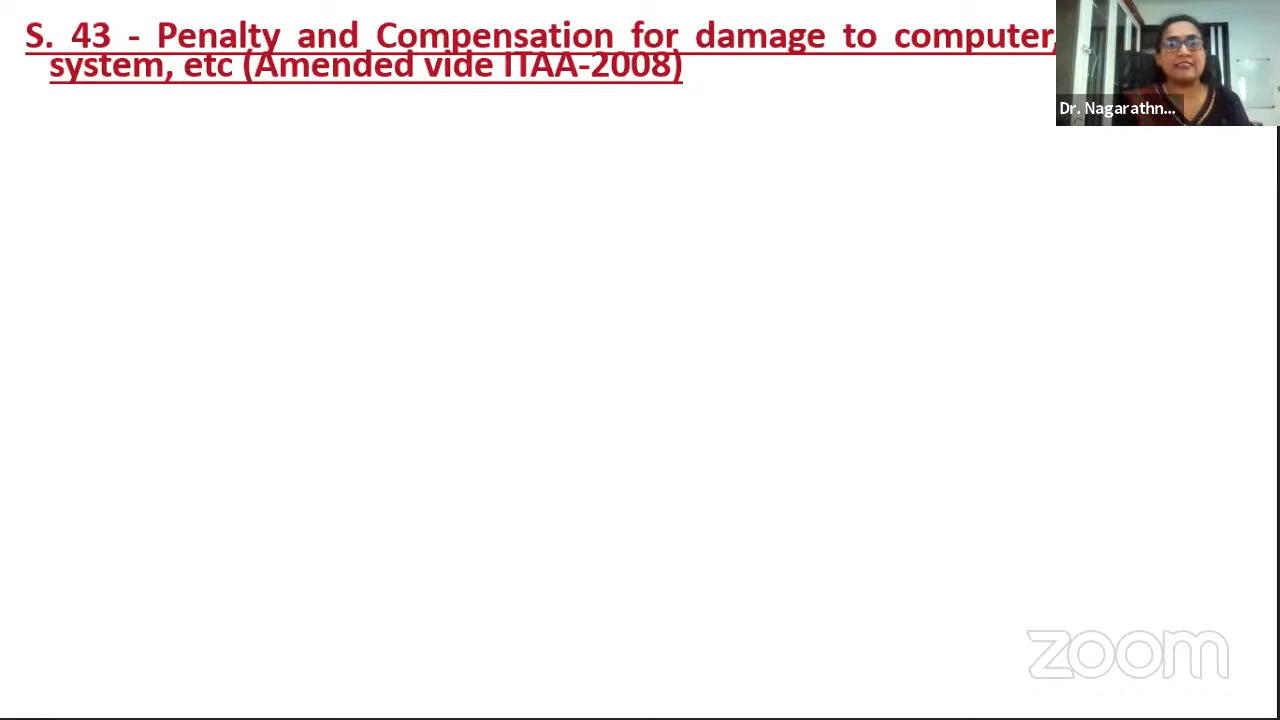 S. 43 - Penalty and Compensation for damage to computer,
system, etc (Amended vide ITAA-2008)
Dr. Nagarathn...
zoom